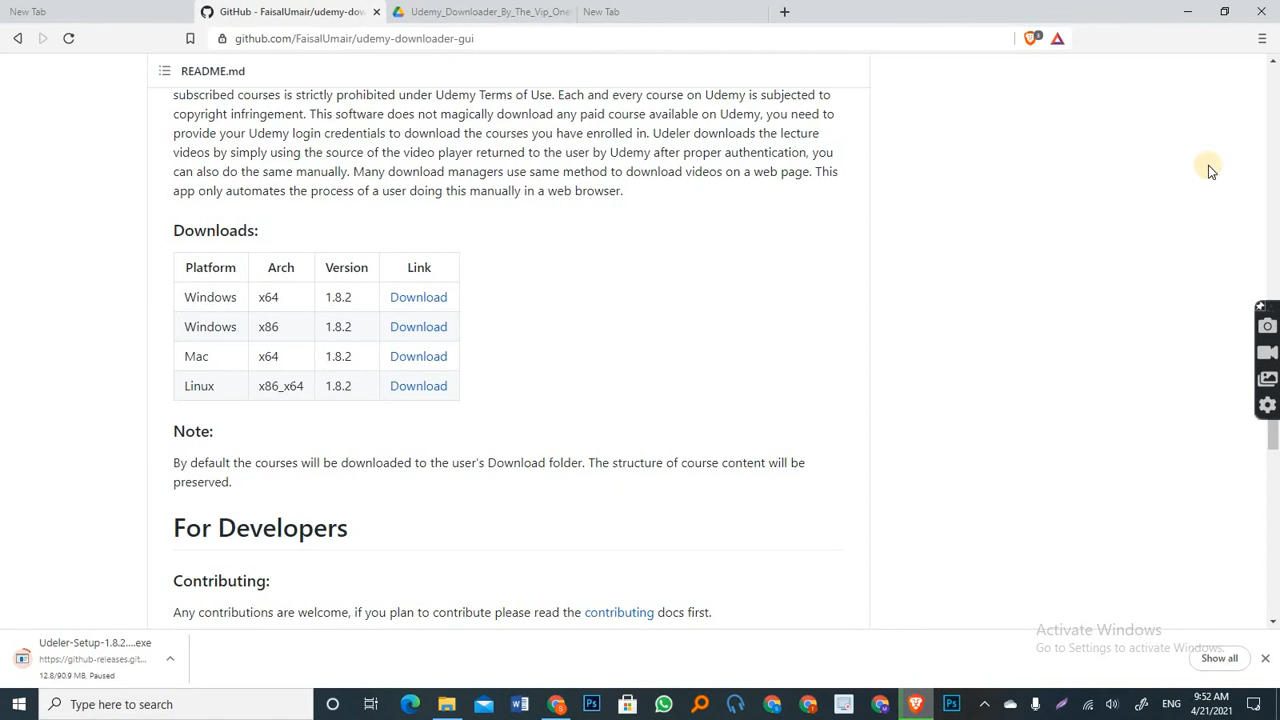 New Tab
GitHub - FaisalUmair/udemy-dow
Udemy_Downloader_By_The_Vip_One
New Tab
github.com/FaisalUmair/udemy-downloader-gui
README.md
subscribed courses is strictly prohibited under Udemy Terms of Use. Each and every course on Udemy is subjected to
copyright infringement. This software does not magically download any paid course available on Udemy, you need to
provide your Udemy login credentials to download the courses you have enrolled in. Udeler downloads the lecture
videos by simply using the source of the video player returned to the user by Udemy after proper authentication, you
can also do the same manually. Many download managers use same method to download videos on a web page. This
app only automates the process of a user doing this manually in a web browser.
Downloads:
Platform Arch Version Link
Windows x64 1.8.2 Download
Windows x86 1.8.2 Download
Mac x64 1.8.2 Download
Linux x86_x64 1.8.2 Download
Note:
By default the courses will be downloaded to the user's Download folder. The structure of course content will be
preserved.
For Developers
Contributing:
Any contributions are welcome, if you plan to contribute please read the contributing docs first.
Activate Windows
Go to Settings to activate Windows.
Udeler-Setup-1.8.2....exe
https://github-releases.git...
12.8/90.9 MB, Paused
Show all
Type here to search
ENG
9:52 AM
4/21/2021